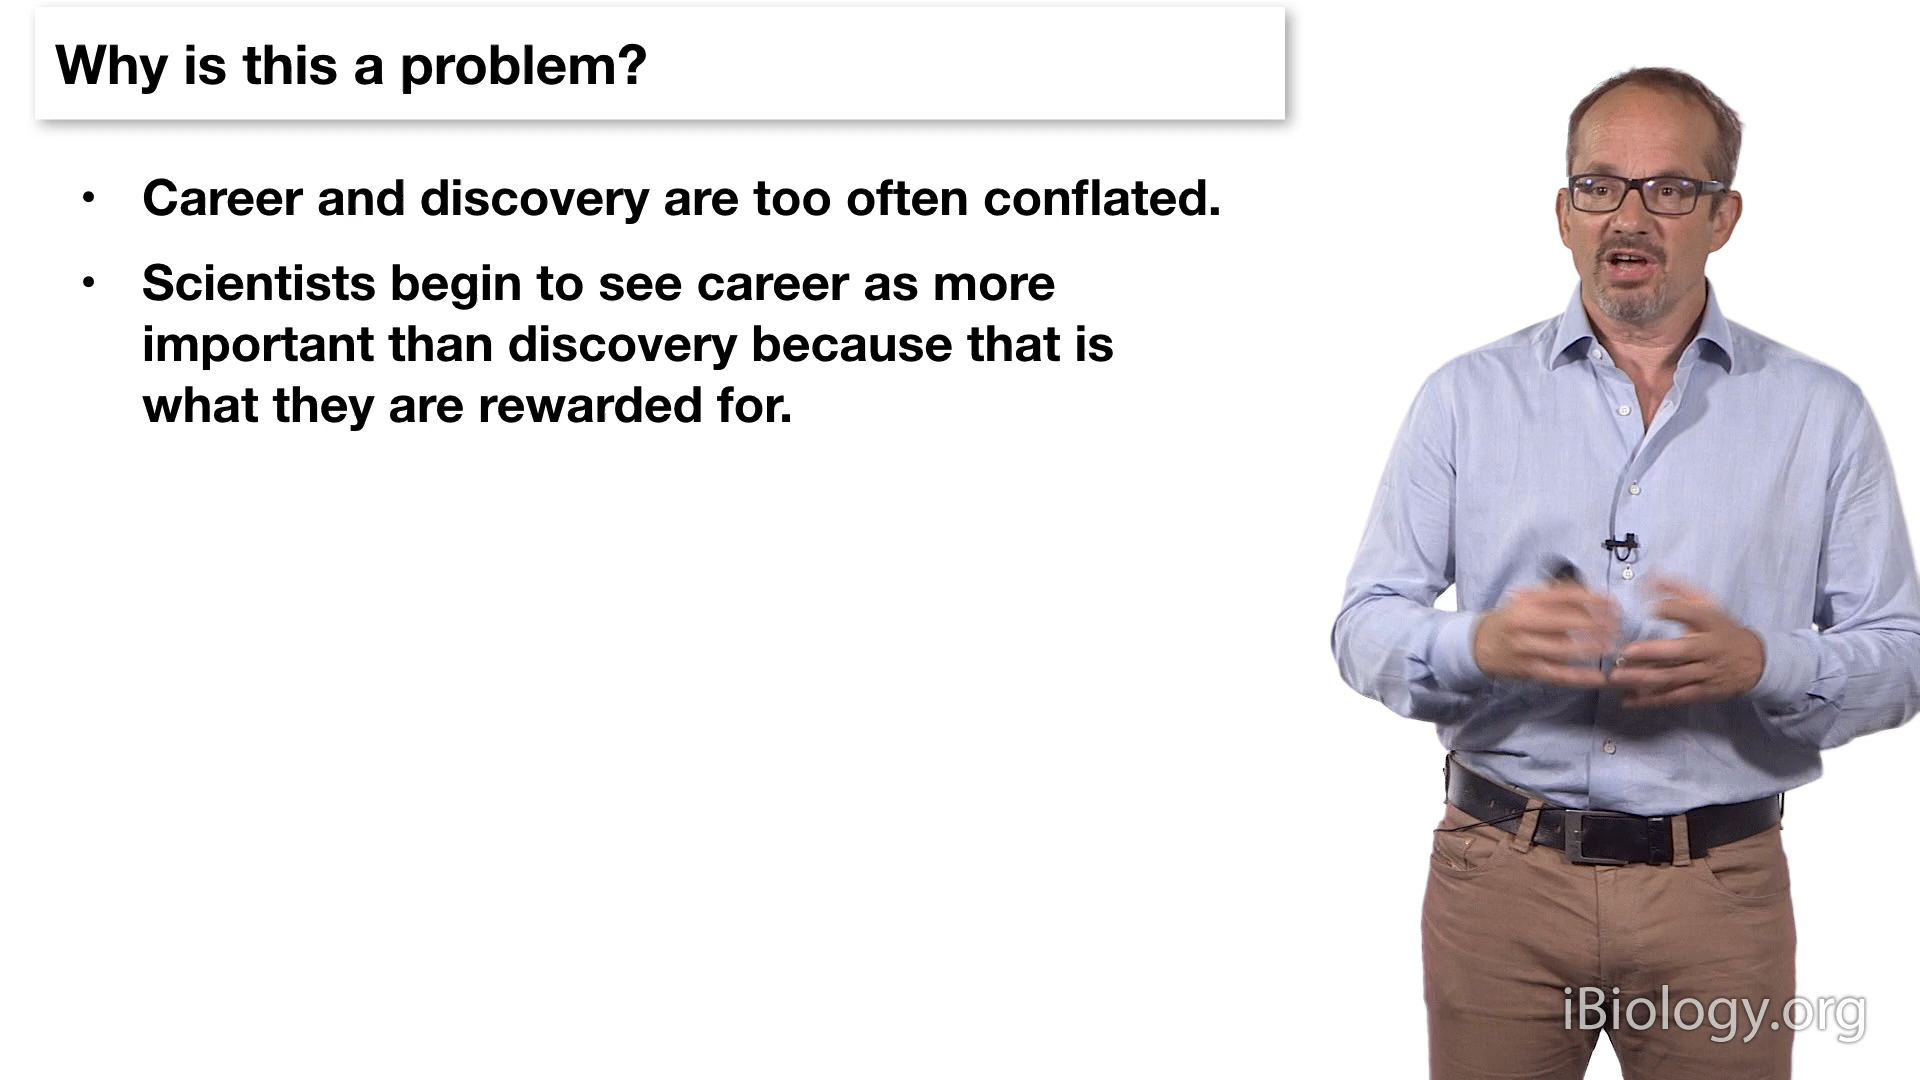 Why is this a problem?
• Career and discovery are too often conflated.
• Scientists begin to see career as more
important than discovery because that is
what they are rewarded for.
iBiology.org